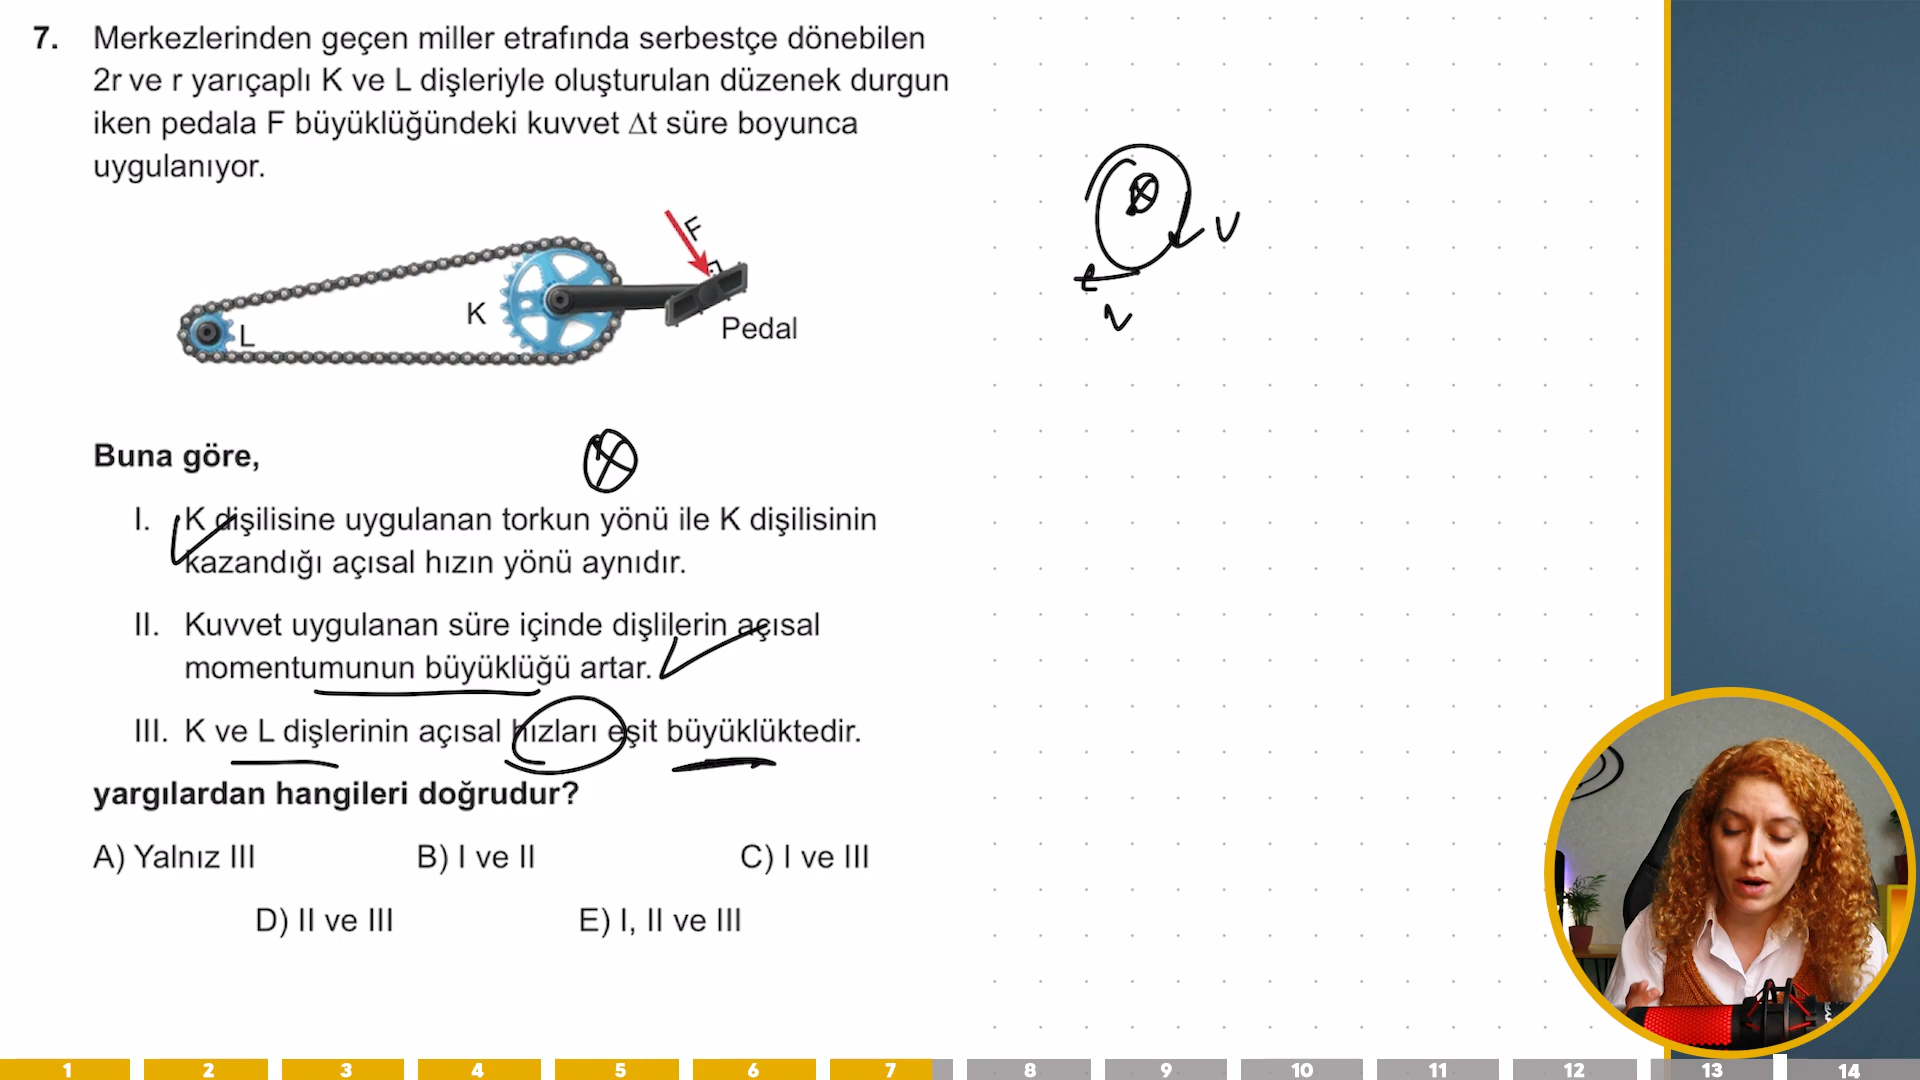 7. Merkezlerinden geçen miller etrafında serbestçe dönebilen
2r ve r yarıçaplı K ve L dişleriyle oluşturulan düzenek durgun
iken pedala F büyüklüğündeki kuvvet Δt süre boyunca
uygulanıyor.
F
K
L
Pedal
V
Buna göre,
I. K dişilisine uygulanan torkun yönü ile K dişilisinin
kazandığı açısal hızın yönü aynıdır.
II. Kuvvet uygulanan süre içinde dişlilerin açısal
momentumunun büyüklüğü artar.
III. K ve L dişlerinin açısal hızları eşit büyüklüktedir.
yargılardan hangileri doğrudur?
A) Yalnız III B) I ve II C) I ve III
D) II ve III E) I, II ve III
1 2 3 4 5 6 7 8 9 10 11 12 13 14